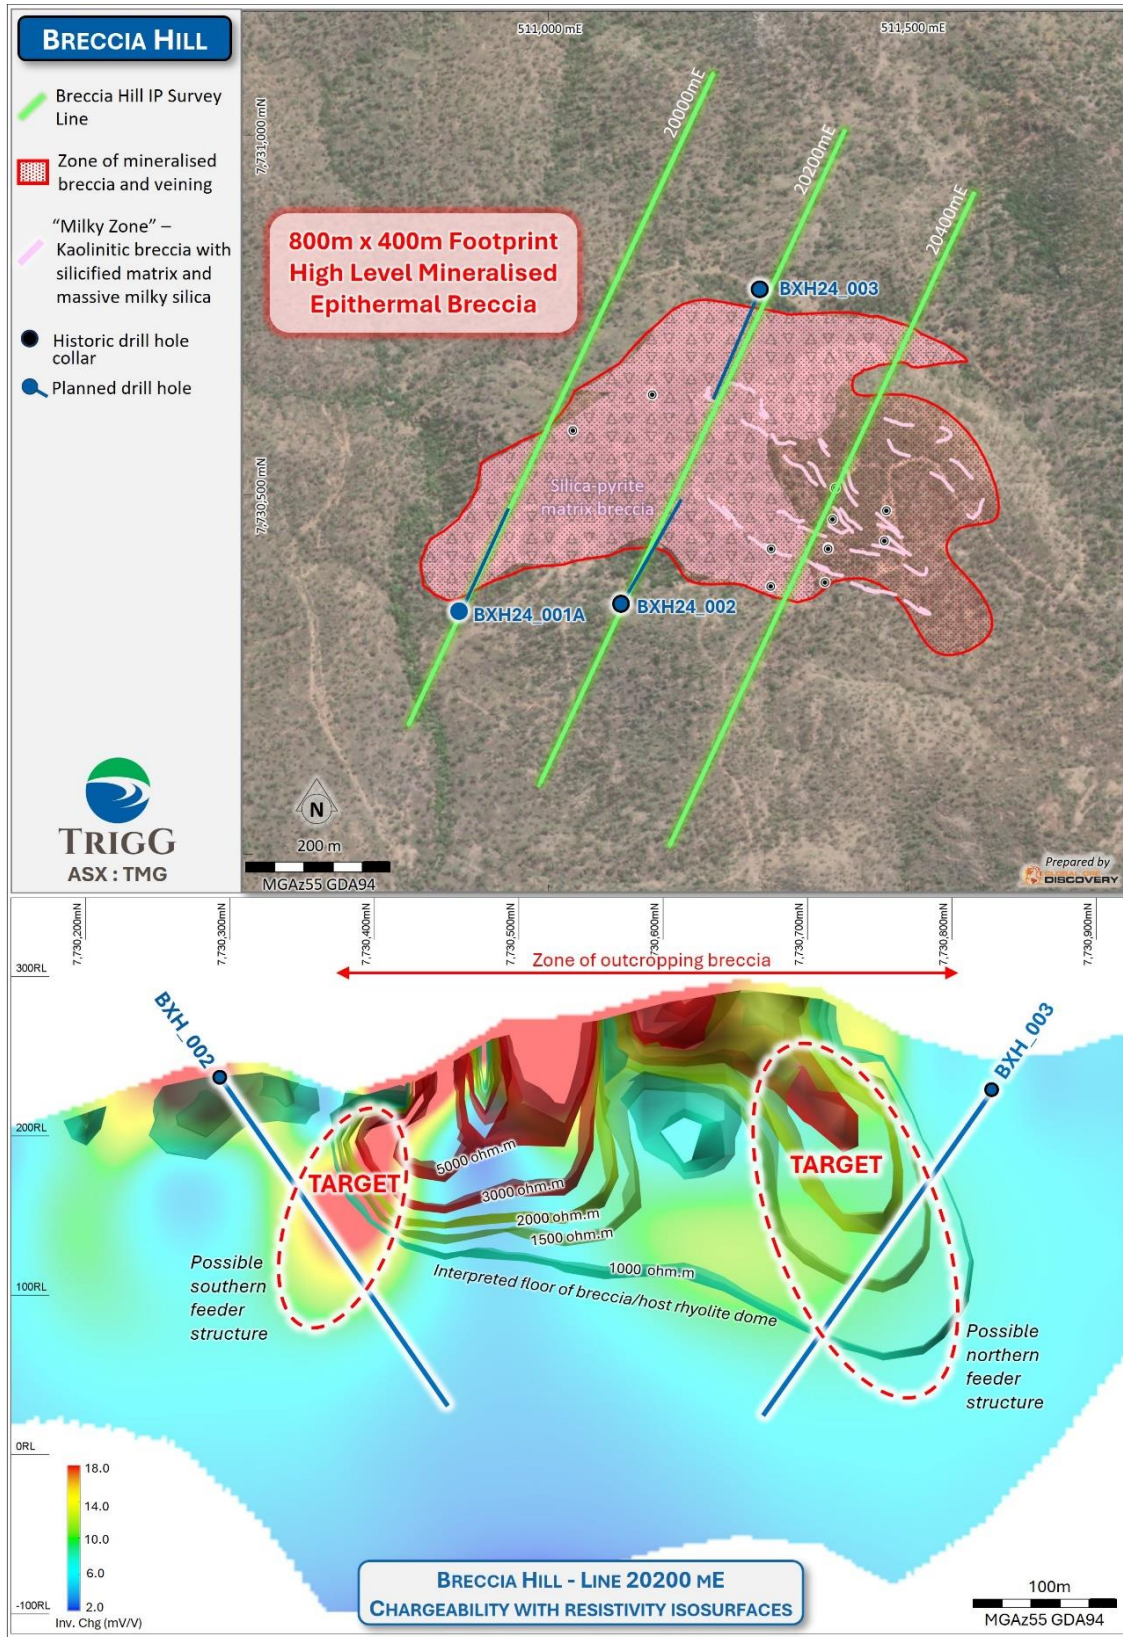 BRECCIA HILL
Breccia Hill IP Survey
Line
Zone of mineralised
breccia and veining
“Milky Zone” –
Kaolinitic breccia with
silicified matrix and
massive milky silica
Historic drill hole
collar
Planned drill hole
TRIGG
ASX : TMG
511,000 mE
511,500 mE
7,731,000 mN
7,730,500 mN
20000mE
20200mE
20400mE
800m x 400m Footprint
High Level Mineralised
Epithermal Breccia
BXH24_003
Silica-pyrite
matrix breccia
BXH24_001A
BXH24_002
N
200 m
MGAz55 GDA94
Prepared by
GLOBAL ORE
DISCOVERY
7,730,200mN
7,730,300mN
7,730,400mN
7,730,500mN
7,730,600mN
7,730,700mN
7,730,800mN
7,730,900mN
300RL
Zone of outcropping breccia
BXH_002
BXH_003
200RL
TARGET
TARGET
5000 ohm.m
3000 ohm.m
2000 ohm.m
1500 ohm.m
1000 ohm.m
Interpreted floor of breccia/host rhyolite dome
Possible
southern
feeder
structure
100RL
Possible
northern
feeder
structure
0RL
18.0
14.0
10.0
6.0
2.0
-100RL
Inv. Chg (mV/V)
BRECCIA HILL - LINE 20200 ME
CHARGEABILITY WITH RESISTIVITY ISOSURFACES
100m
MGAz55 GDA94